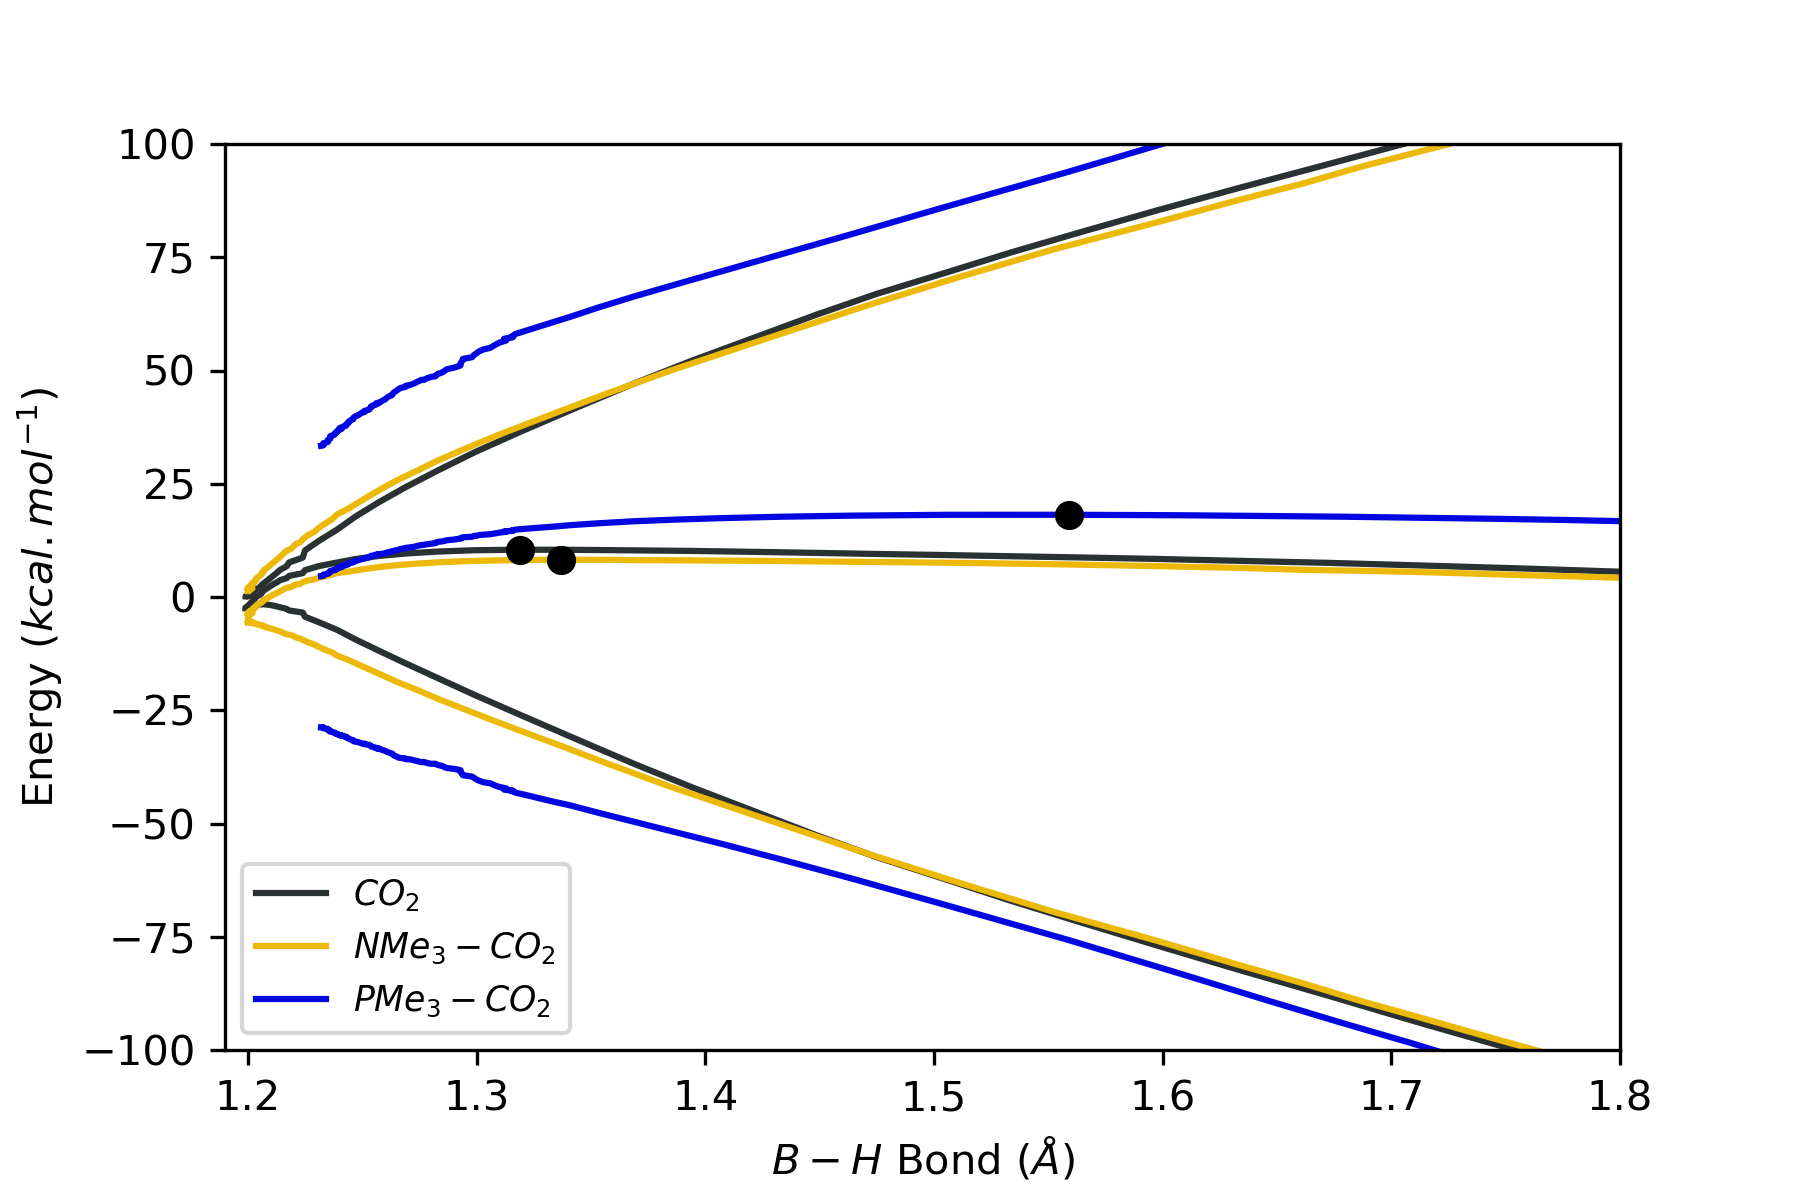 100
75
50
25
0
−25
−50
−75
−100
Energy (kcal.mol⁻¹)
CO₂
NMe₃ − CO₂
PMe₃ − CO₂
1.2 1.3 1.4 1.5 1.6 1.7 1.8
B − H Bond (Å)